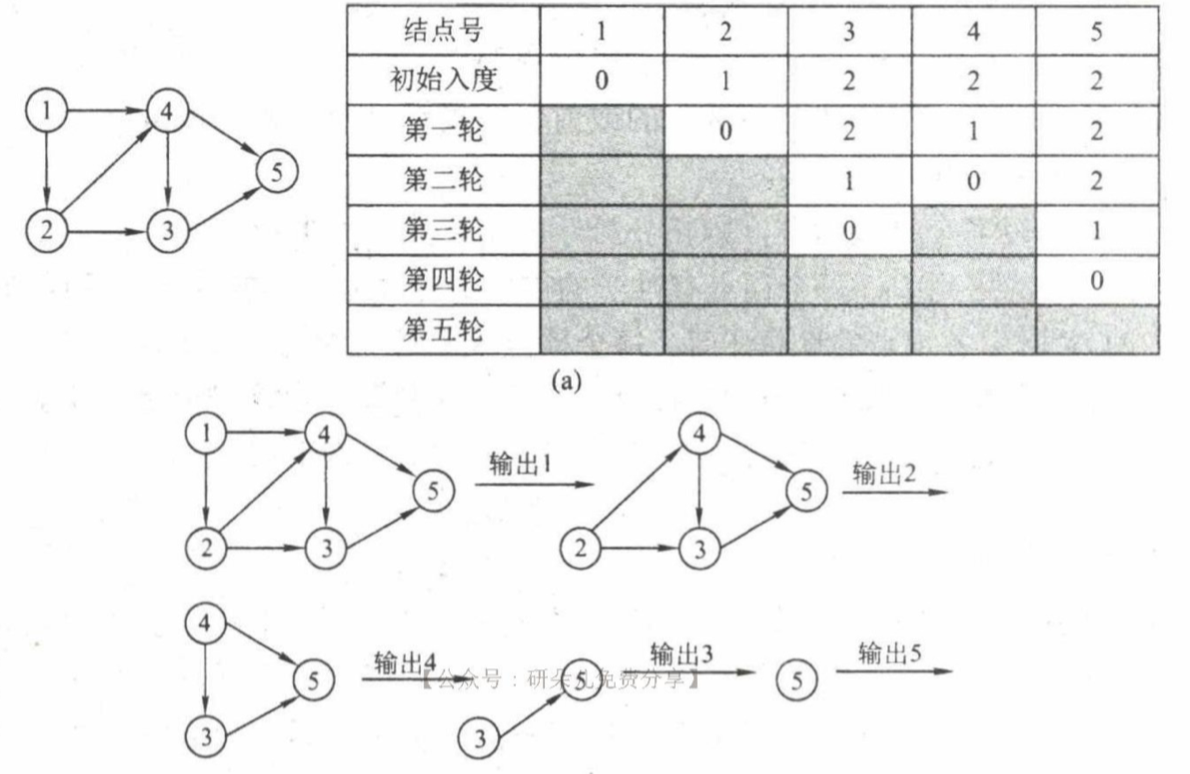 结点号 1 2 3 4 5
初始入度 0 1 2 2 2
第一轮 0 2 1 2
第二轮 1 0 2
第三轮 0 1
第四轮 0
第五轮
1 4
5
2 3
(a)
1 4
5
2 3
输出1
4
5
2 3
输出2
4
5
3
输出4
5
3
输出3
5
输出5
【公众号：研朵儿免费分享】